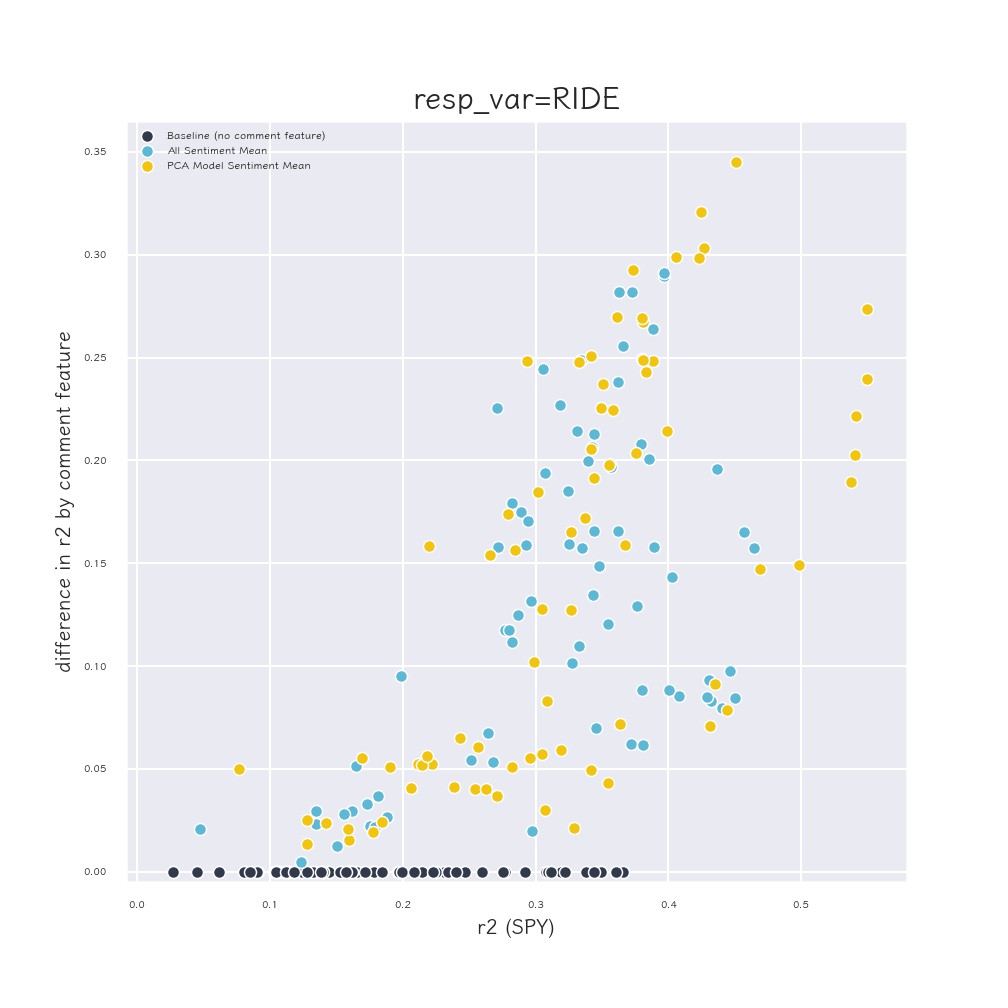 resp_var=RIDE
Baseline (no comment feature)
All Sentiment Mean
PCA Model Sentiment Mean
0.35
0.30
0.25
0.20
0.15
0.10
0.05
0.00
difference in r2 by comment feature
0.0 0.1 0.2 0.3 0.4 0.5
r2 (SPY)